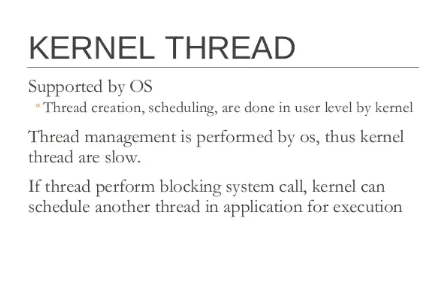 KERNEL THREAD
Supported by OS
° Thread creation, scheduling, are done in user level by kernel
Thread management is performed by os, thus kernel
thread are slow.
If thread perform blocking system call, kernel can
schedule another thread in application for execution